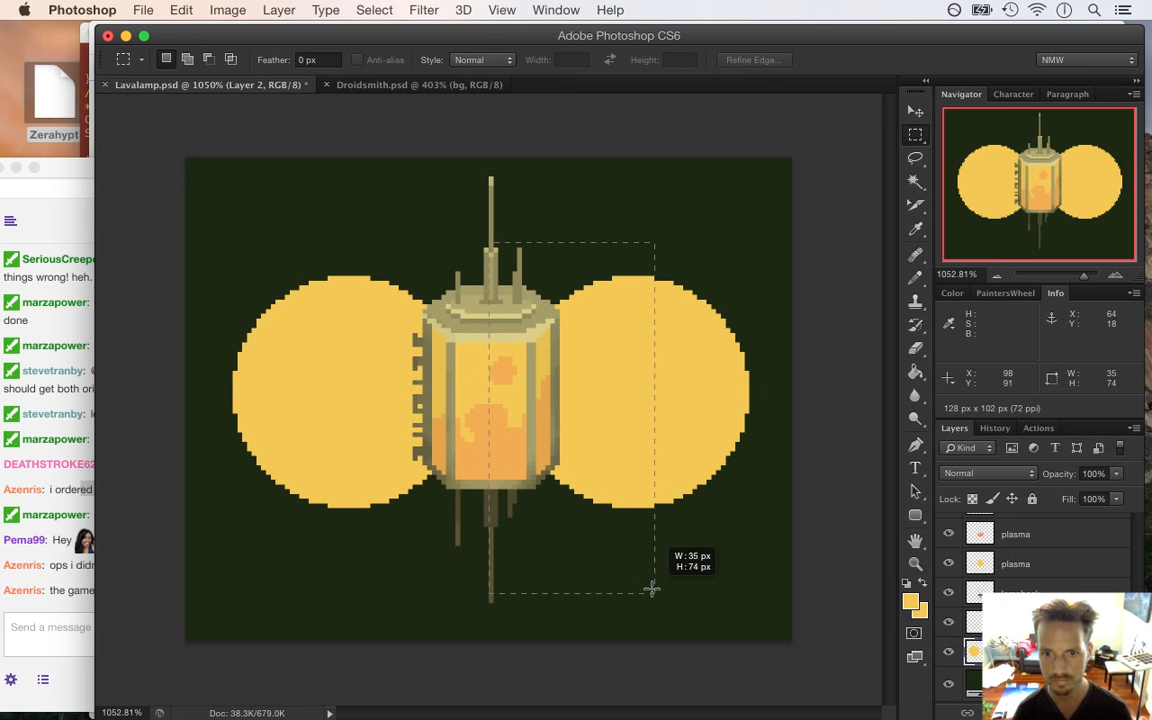 Photoshop File Edit Image Layer Type Select Filter 3D View Window Help
Adobe Photoshop CS6
Feather: 0 px Anti-alias Style: Normal Width: Height: Refine Edge... NMW
Lavalamp.psd @ 1050% (Layer 2, RGB/8) * Droidsmith.psd @ 403% (bg, RGB/8)
Zerahypt
SeriousCreepe
things wrong! heh.
marzapower:
done
marzapower:
stevetranby:
should get both ori
stevetranby:
marzapower:
DEATHSTROKE62
Azenris: i ordered
marzapower:
Pema99: Hey
Azenris: ops i didn
Azenris: the game
Send a message
W: 35 px
H: 74 px
1052.81% Doc: 38.3K/679.0K
Navigator Character Paragraph
1052.81%
Color PaintersWheel Info
H:
S:
B:
X: 64
Y: 18
X: 98
Y: 91
W: 35
H: 74
128 px x 102 px (72 ppi)
Layers History Actions
Kind
Normal Opacity: 100%
Lock: Fill: 100%
plasma
plasma